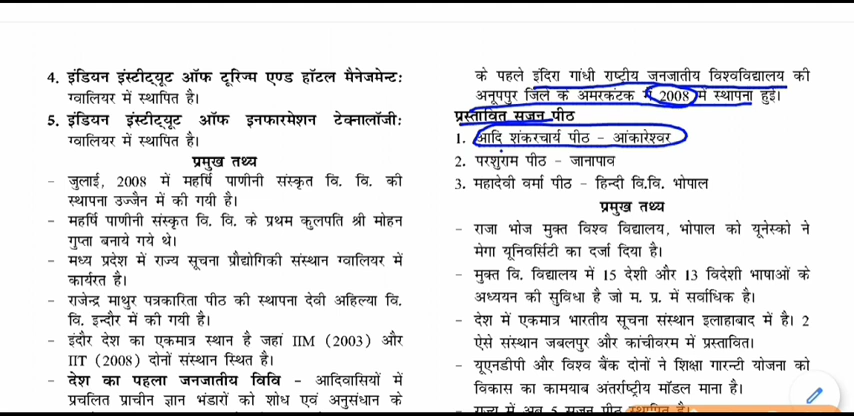 4. इंडियन इंस्टीट्यूट ऑफ टूरिज्म एण्ड हॉटल मैनेजमेन्ट:
ग्वालियर में स्थापित है।
5. इंडियन इंस्टीट्यूट ऑफ इनफारमेशन टेक्नालॉजी:
ग्वालियर में स्थापित है।
प्रमुख तथ्य
- जुलाई, 2008 में महर्षि पाणीनी संस्कृत वि. वि. की
स्थापना उज्जैन में की गयी है।
- महर्षि पाणीनी संस्कृत वि. वि. के प्रथम कुलपति श्री मोहन
गुप्ता बनाये गये थे।
- मध्य प्रदेश में राज्य सूचना प्रौद्योगिकी संस्थान ग्वालियर में
कार्यरत है।
- राजेन्द्र माथुर पत्रकारिता पीठ की स्थापना देवी अहिल्या वि.
वि. इन्दौर में की गयी है।
- इंदौर देश का एकमात्र स्थान है जहां IIM (2003) और
IIT (2008) दोनों संस्थान स्थित है।
- देश का पहला जनजातीय विवि - आदिवासियों में
प्रचलित प्राचीन ज्ञान भंडारों को शोध एवं अनुसंधान के
के पहले इंदिरा गांधी राष्ट्रीय जनजातीय विश्वविद्यालय की
अनूपपुर जिले के अमरकंटक में 2008 में स्थापना हुई।
प्रस्तावित सृजन पीठ
1. आदि शंकराचार्य पीठ - आंकारेश्वर
2. परशुराम पीठ - जानापाव
3. महादेवी वर्मा पीठ - हिन्दी वि.वि. भोपाल
प्रमुख तथ्य
- राजा भोज मुक्त विश्व विद्यालय, भोपाल को यूनेस्को ने
मेगा यूनिवर्सिटी का दर्जा दिया है।
- मुक्त वि. विद्यालय में 15 देशी और 13 विदेशी भाषाओं के
अध्ययन की सुविधा है जो म. प्र. में सर्वाधिक है।
- देश में एकमात्र भारतीय सूचना संस्थान इलाहाबाद में है। 2
ऐसे संस्थान जबलपुर और कांचीवरम में प्रस्तावित।
- यूएनडीपी और विश्व बैंक दोनों ने शिक्षा गारन्टी योजना को
विकास का कामयाब अंतर्राष्ट्रीय मॉडल माना है।
- राज्य में अब 5 सृजन पीठ स्थापित है।